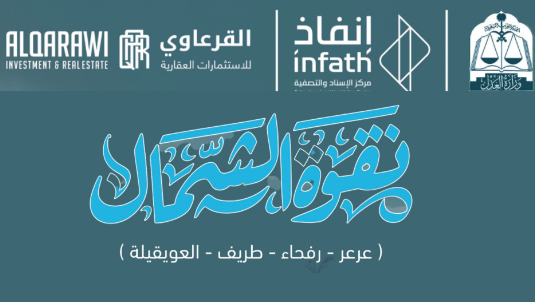 ALQARAWI
INVESTMENT & REALESTATE
القرعاوي
للاستثمارات العقارية
إنفاذ
infath
مركز الإسناد والتصفية
وزارة العدل
نقوة الشمال
( عرعر - رفحاء - طريف - العويقيلة )